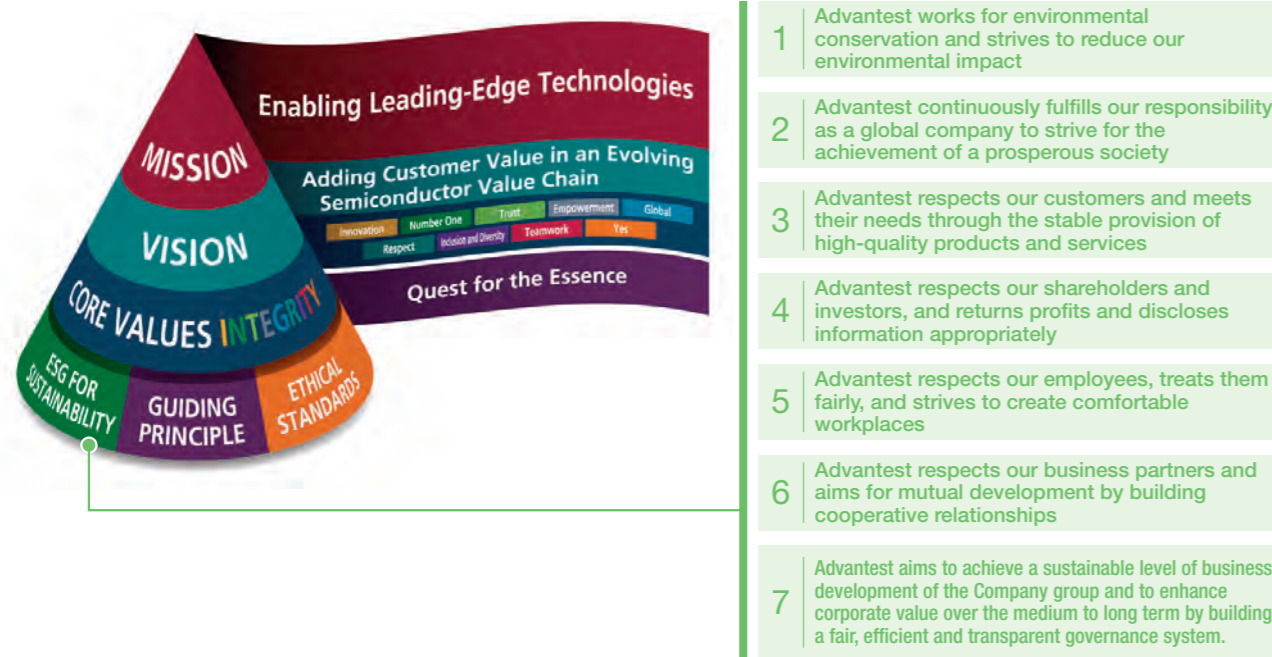 MISSION
VISION
CORE VALUES INTEGRITY
ESG FOR
SUSTAINABILITY
GUIDING
PRINCIPLE
ETHICAL
STANDARDS
Enabling Leading-Edge Technologies
Adding Customer Value in an Evolving
Semiconductor Value Chain
Innovation Number One Trust Empowerment Global
Respect Inclusion and Diversity Teamwork Yes
Quest for the Essence
1
Advantest works for environmental
conservation and strives to reduce our
environmental impact
2
Advantest continuously fulfills our responsibility
as a global company to strive for the
achievement of a prosperous society
3
Advantest respects our customers and meets
their needs through the stable provision of
high-quality products and services
4
Advantest respects our shareholders and
investors, and returns profits and discloses
information appropriately
5
Advantest respects our employees, treats them
fairly, and strives to create comfortable
workplaces
6
Advantest respects our business partners and
aims for mutual development by building
cooperative relationships
7
Advantest aims to achieve a sustainable level of business
development of the Company group and to enhance
corporate value over the medium to long term by building
a fair, efficient and transparent governance system.